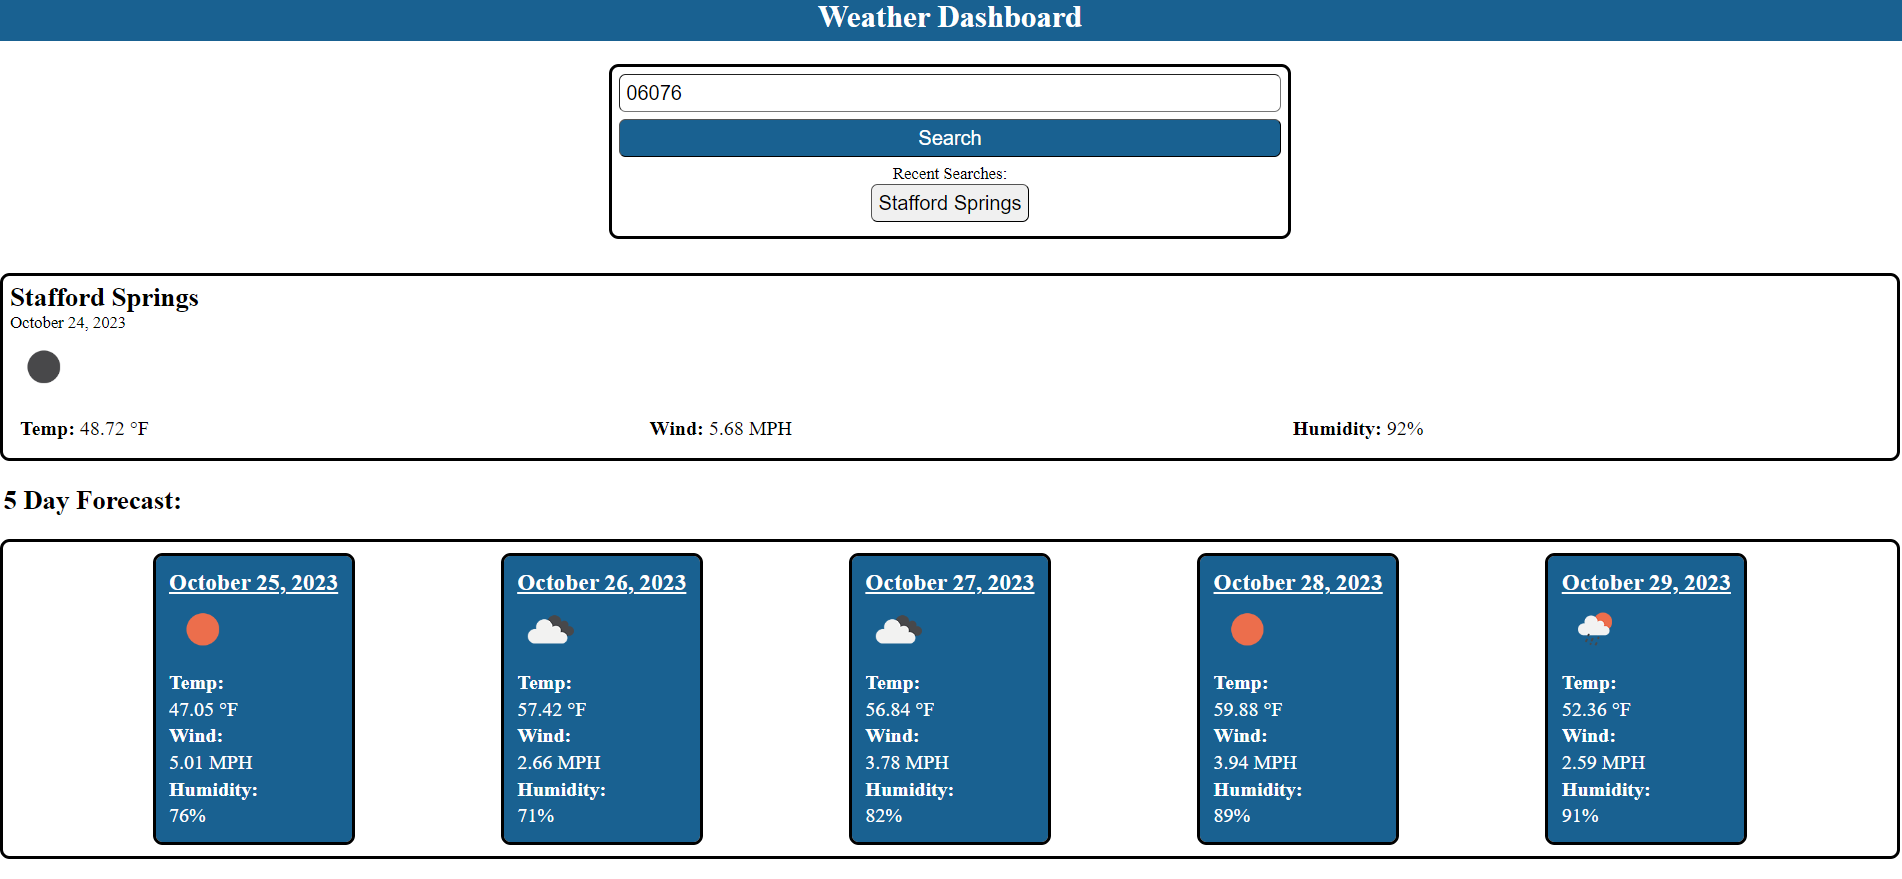 Weather Dashboard
06076
Search
Recent Searches:
Stafford Springs
Stafford Springs
October 24, 2023
Temp: 48.72 °F
Wind: 5.68 MPH
Humidity: 92%
5 Day Forecast:
October 25, 2023
Temp:
47.05 °F
Wind:
5.01 MPH
Humidity:
76%
October 26, 2023
Temp:
57.42 °F
Wind:
2.66 MPH
Humidity:
71%
October 27, 2023
Temp:
56.84 °F
Wind:
3.78 MPH
Humidity:
82%
October 28, 2023
Temp:
59.88 °F
Wind:
3.94 MPH
Humidity:
89%
October 29, 2023
Temp:
52.36 °F
Wind:
2.59 MPH
Humidity:
91%